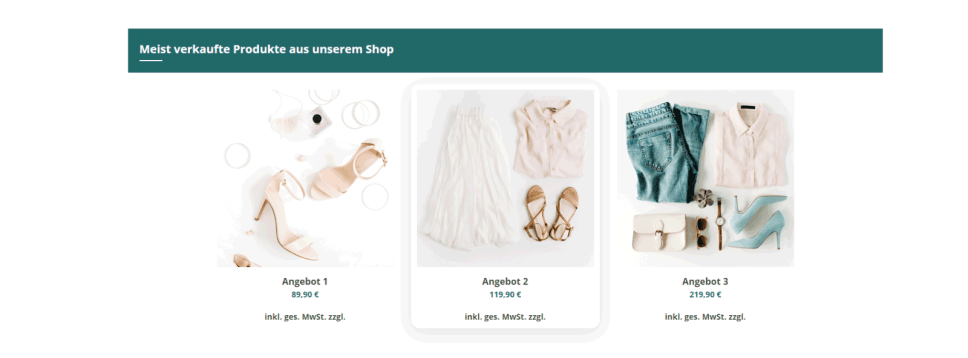 Meist verkaufte Produkte aus unserem Shop
Angebot 1
89,90 €
inkl. ges. MwSt. zzgl.
Angebot 2
119,90 €
inkl. ges. MwSt. zzgl.
Angebot 3
219,90 €
inkl. ges. MwSt. zzgl.